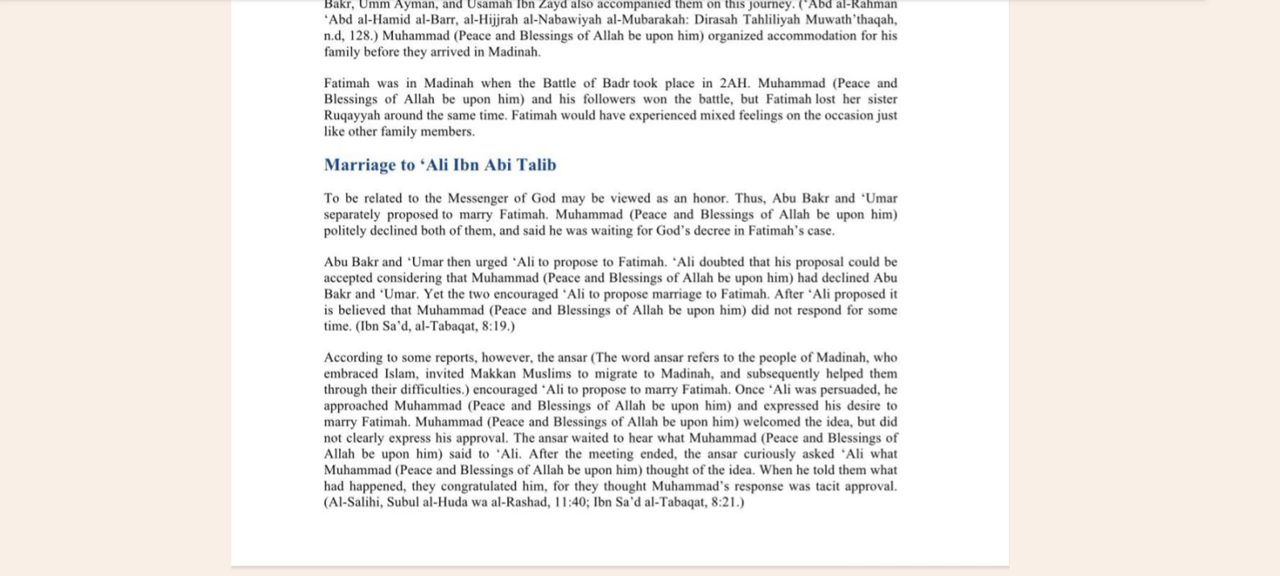 Bakr, Umm Ayman, and Usamah Ibn Zayd also accompanied them on this journey. (‘Abd al-Rahman
‘Abd al-Hamid al-Barr, al-Hijjrah al-Nabawiyah al-Mubarakah: Dirasah Tahliliyah Muwath’thaqah,
n.d, 128.) Muhammad (Peace and Blessings of Allah be upon him) organized accommodation for his
family before they arrived in Madinah.
Fatimah was in Madinah when the Battle of Badr took place in 2AH. Muhammad (Peace and
Blessings of Allah be upon him) and his followers won the battle, but Fatimah lost her sister
Ruqayyah around the same time. Fatimah would have experienced mixed feelings on the occasion just
like other family members.
Marriage to ‘Ali Ibn Abi Talib
To be related to the Messenger of God may be viewed as an honor. Thus, Abu Bakr and ‘Umar
separately proposed to marry Fatimah. Muhammad (Peace and Blessings of Allah be upon him)
politely declined both of them, and said he was waiting for God’s decree in Fatimah’s case.
Abu Bakr and ‘Umar then urged ‘Ali to propose to Fatimah. ‘Ali doubted that his proposal could be
accepted considering that Muhammad (Peace and Blessings of Allah be upon him) had declined Abu
Bakr and ‘Umar. Yet the two encouraged ‘Ali to propose marriage to Fatimah. After ‘Ali proposed it
is believed that Muhammad (Peace and Blessings of Allah be upon him) did not respond for some
time. (Ibn Sa’d, al-Tabaqat, 8:19.)
According to some reports, however, the ansar (The word ansar refers to the people of Madinah, who
embraced Islam, invited Makkan Muslims to migrate to Madinah, and subsequently helped them
through their difficulties.) encouraged ‘Ali to propose to marry Fatimah. Once ‘Ali was persuaded, he
approached Muhammad (Peace and Blessings of Allah be upon him) and expressed his desire to
marry Fatimah. Muhammad (Peace and Blessings of Allah be upon him) welcomed the idea, but did
not clearly express his approval. The ansar waited to hear what Muhammad (Peace and Blessings of
Allah be upon him) said to ‘Ali. After the meeting ended, the ansar curiously asked ‘Ali what
Muhammad (Peace and Blessings of Allah be upon him) thought of the idea. When he told them what
had happened, they congratulated him, for they thought Muhammad’s response was tacit approval.
(Al-Salihi, Subul al-Huda wa al-Rashad, 11:40; Ibn Sa’d al-Tabaqat, 8:21.)